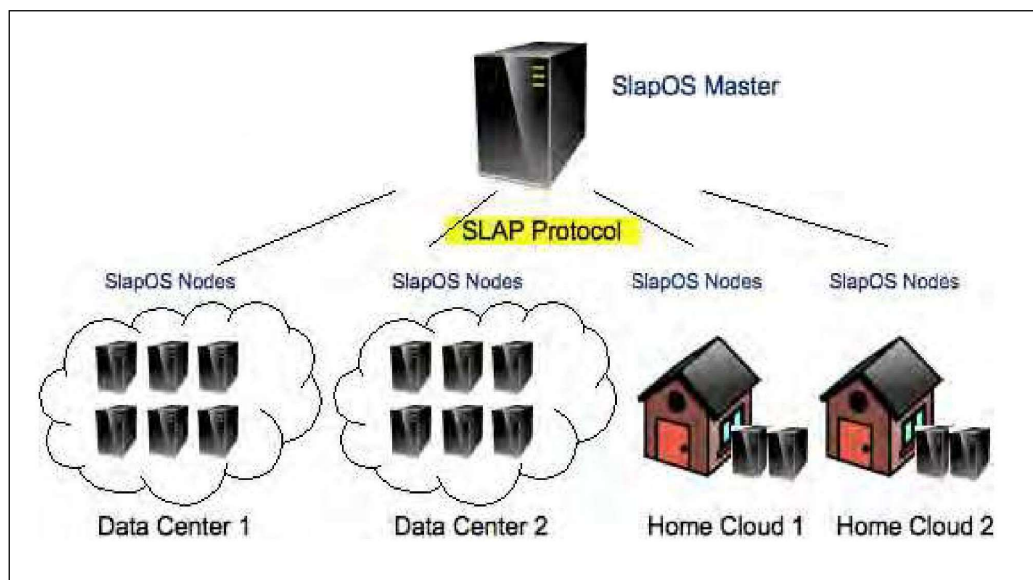 SlapOS Master
SLAP Protocol
SlapOS Nodes
SlapOS Nodes
SlapOS Nodes
SlapOS Nodes
Data Center 1
Data Center 2
Home Cloud 1
Home Cloud 2